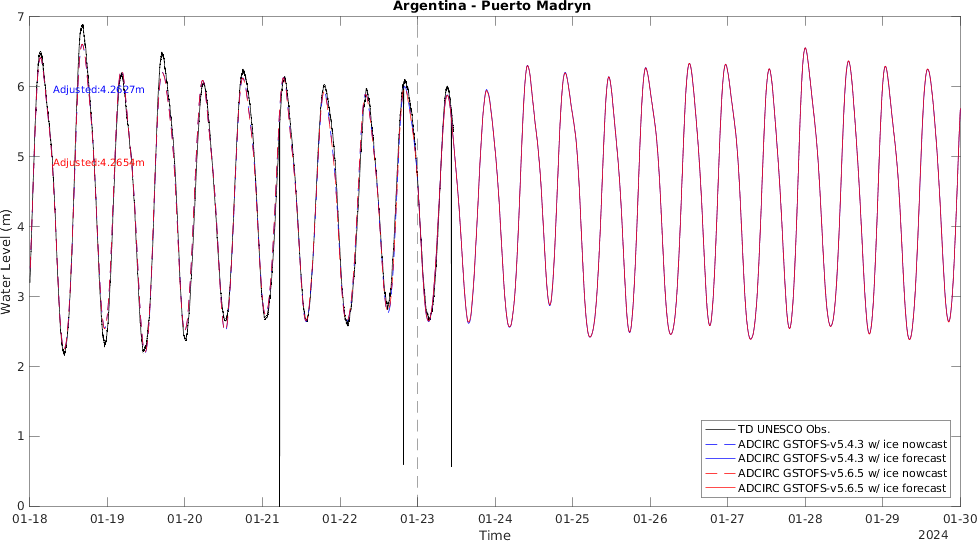 Argentina - Puerto Madryn
7
6
5
4
3
2
1
0
Water Level (m)
Adjusted:4.2627m
Adjusted:4.2654m
TD UNESCO Obs.
ADCIRC GSTOFS-v5.4.3 w/ ice nowcast
ADCIRC GSTOFS-v5.4.3 w/ ice forecast
ADCIRC GSTOFS-v5.6.5 w/ ice nowcast
ADCIRC GSTOFS-v5.6.5 w/ ice forecast
01-18 01-19 01-20 01-21 01-22 01-23 01-24 01-25 01-26 01-27 01-28 01-29 01-30
Time
2024